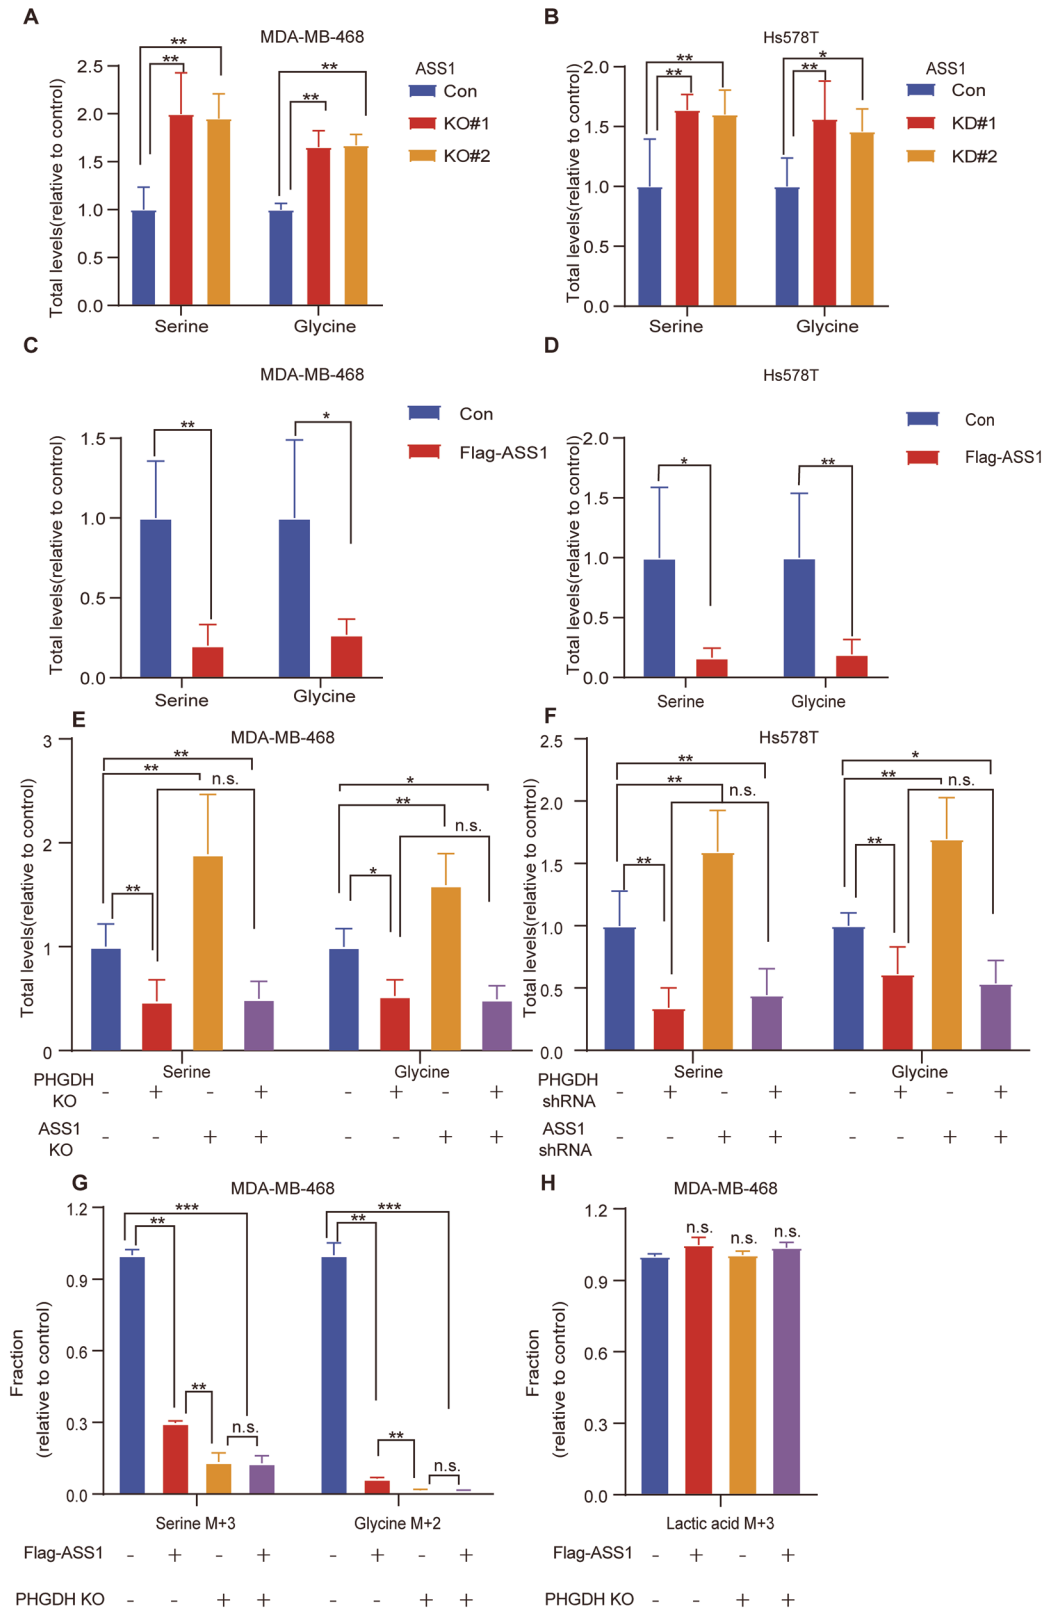 A
MDA-MB-468
ASS1
Con
KO#1
KO#2
Total levels(relative to control)
2.5
2.0
1.5
1.0
0.5
0.0
**
**
**
**
Serine
Glycine
B
Hs578T
ASS1
Con
KD#1
KD#2
Total levels(relative to control)
2.0
1.5
1.0
0.5
0.0
**
**
*
**
Serine
Glycine
C
MDA-MB-468
Con
Flag-ASS1
Total levels(relative to control)
1.5
1.0
0.5
0.0
**
*
Serine
Glycine
D
Hs578T
Con
Flag-ASS1
Total levels(relative to control)
2.0
1.5
1.0
0.5
0.0
*
**
Serine
Glycine
E
MDA-MB-468
Total levels(relative to control)
3
2
1
0
**
**
n.s.
**
*
**
n.s.
*
Serine
Glycine
PHGDH
KO
- + - + - + - +
ASS1
KO
- - + + - - + +
F
Hs578T
Total levels(relative to control)
2.5
2.0
1.5
1.0
0.5
0.0
**
**
n.s.
**
*
**
n.s.
**
Serine
Glycine
PHGDH
shRNA
- + - + - + - +
ASS1
shRNA
- - + + - - + +
G
MDA-MB-468
Fraction
(relative to control)
1.2
0.9
0.6
0.3
0.0
***
**
**
n.s.
***
**
**
n.s.
Serine M+3
Glycine M+2
Flag-ASS1
- + - + - + - +
PHGDH KO
- - + + - - + +
H
MDA-MB-468
Fraction
(relative to control)
1.2
0.9
0.6
0.3
0.0
n.s.
n.s.
n.s.
Lactic acid M+3
Flag-ASS1
- + - +
PHGDH KO
- - + +